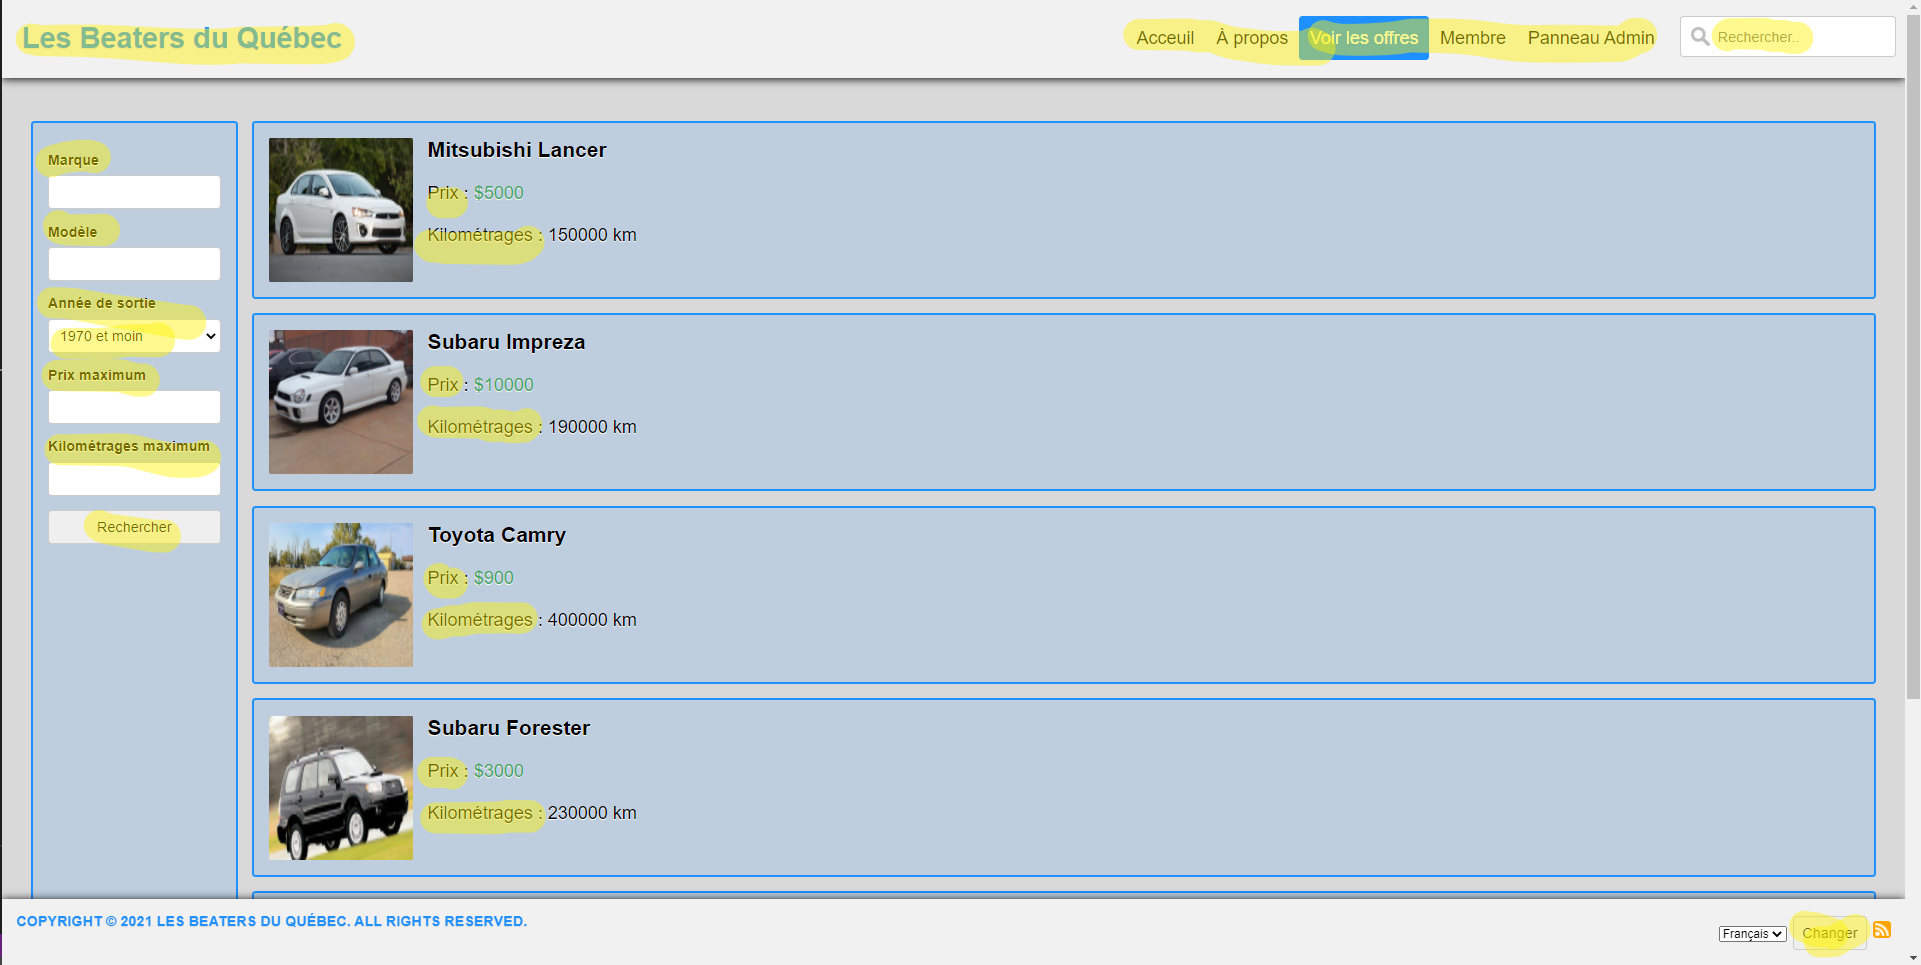 Les Beaters du Québec
Acceuil À propos Voir les offres Membre Panneau Admin Rechercher..
Marque
Modèle
Année de sortie
1970 et moin
Prix maximum
Kilométrages maximum
Rechercher
Mitsubishi Lancer
Prix : $5000
Kilométrages : 150000 km
Subaru Impreza
Prix : $10000
Kilométrages : 190000 km
Toyota Camry
Prix : $900
Kilométrages : 400000 km
Subaru Forester
Prix : $3000
Kilométrages : 230000 km
COPYRIGHT © 2021 LES BEATERS DU QUÉBEC. ALL RIGHTS RESERVED.
Français Changer